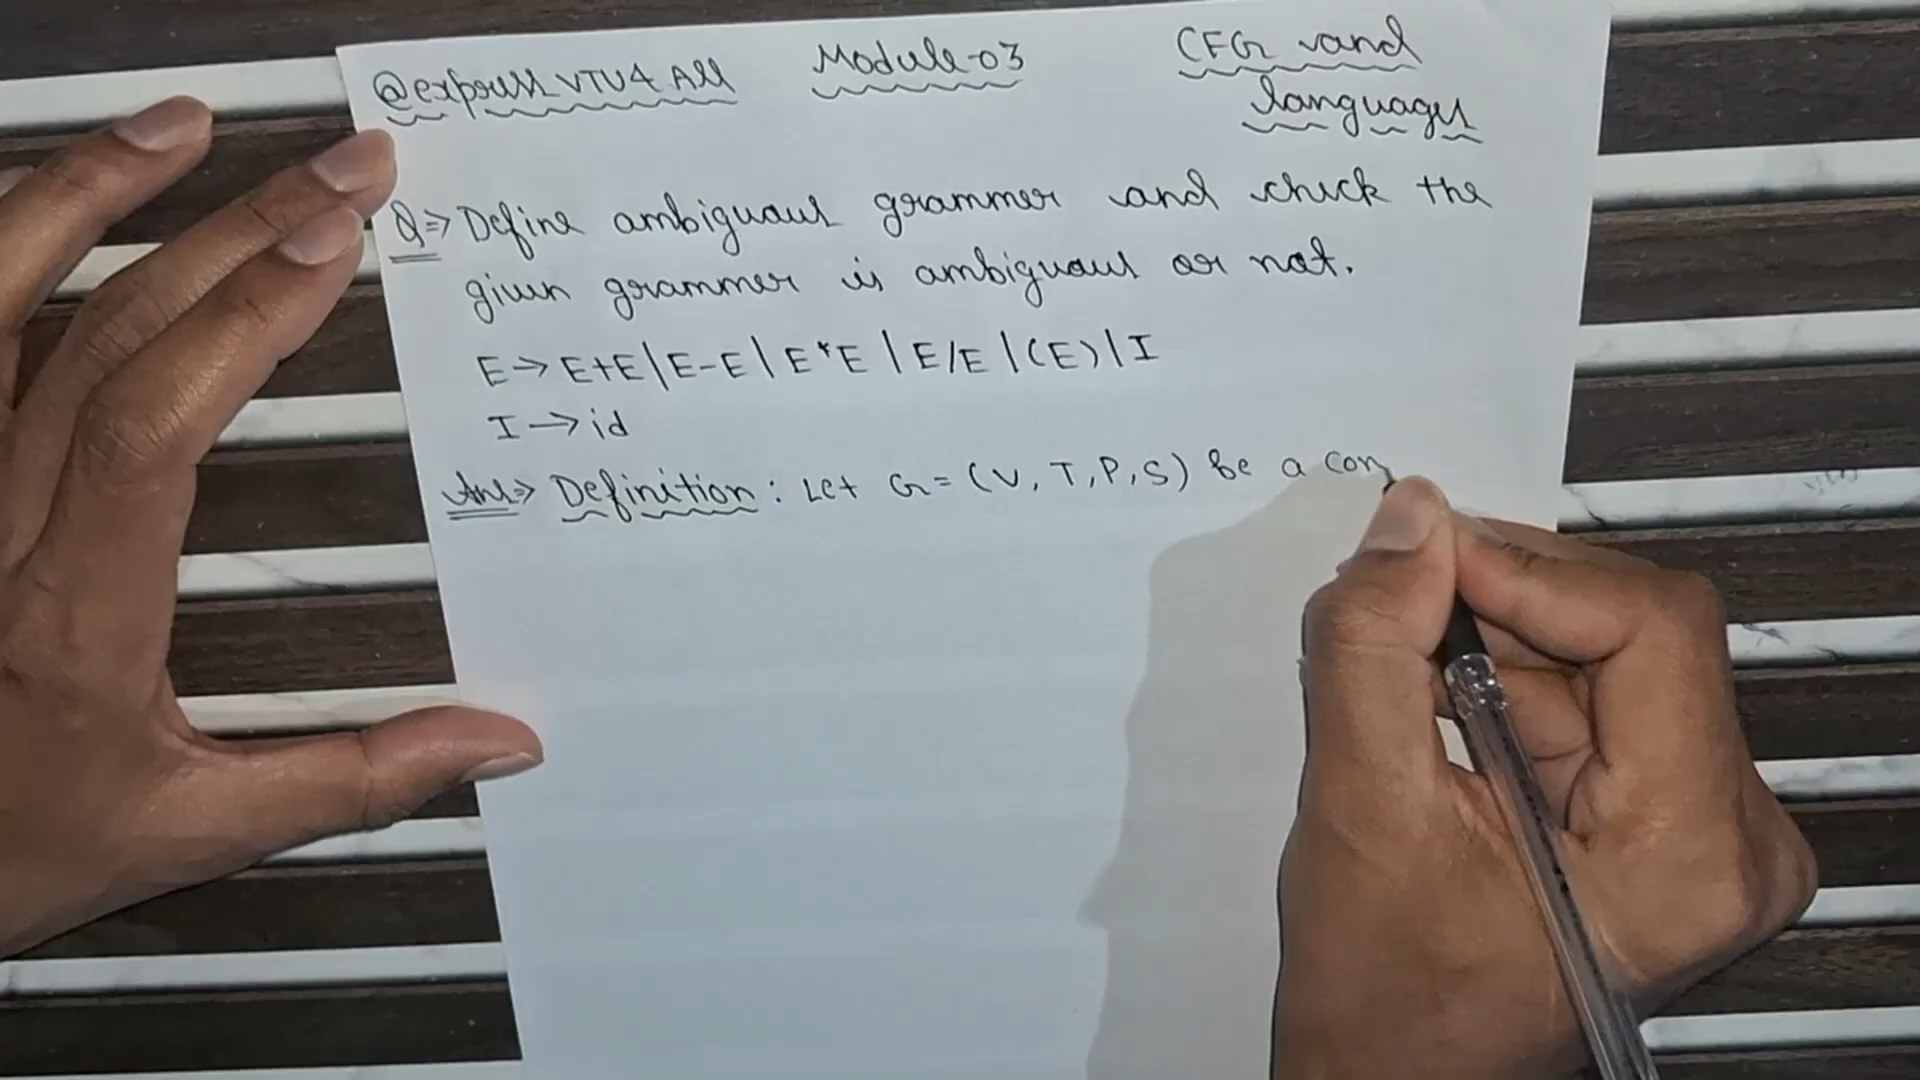 @express VTU4 All Module-03 CFG and
languages
Q⇒ Define ambiguous grammer and check the
given grammer is ambiguous or not.
E→E+E|E-E|E*E|E/E|(E)|I
I→id
Ans⇒ Definition: Let G=(V,T,P,S) be a con